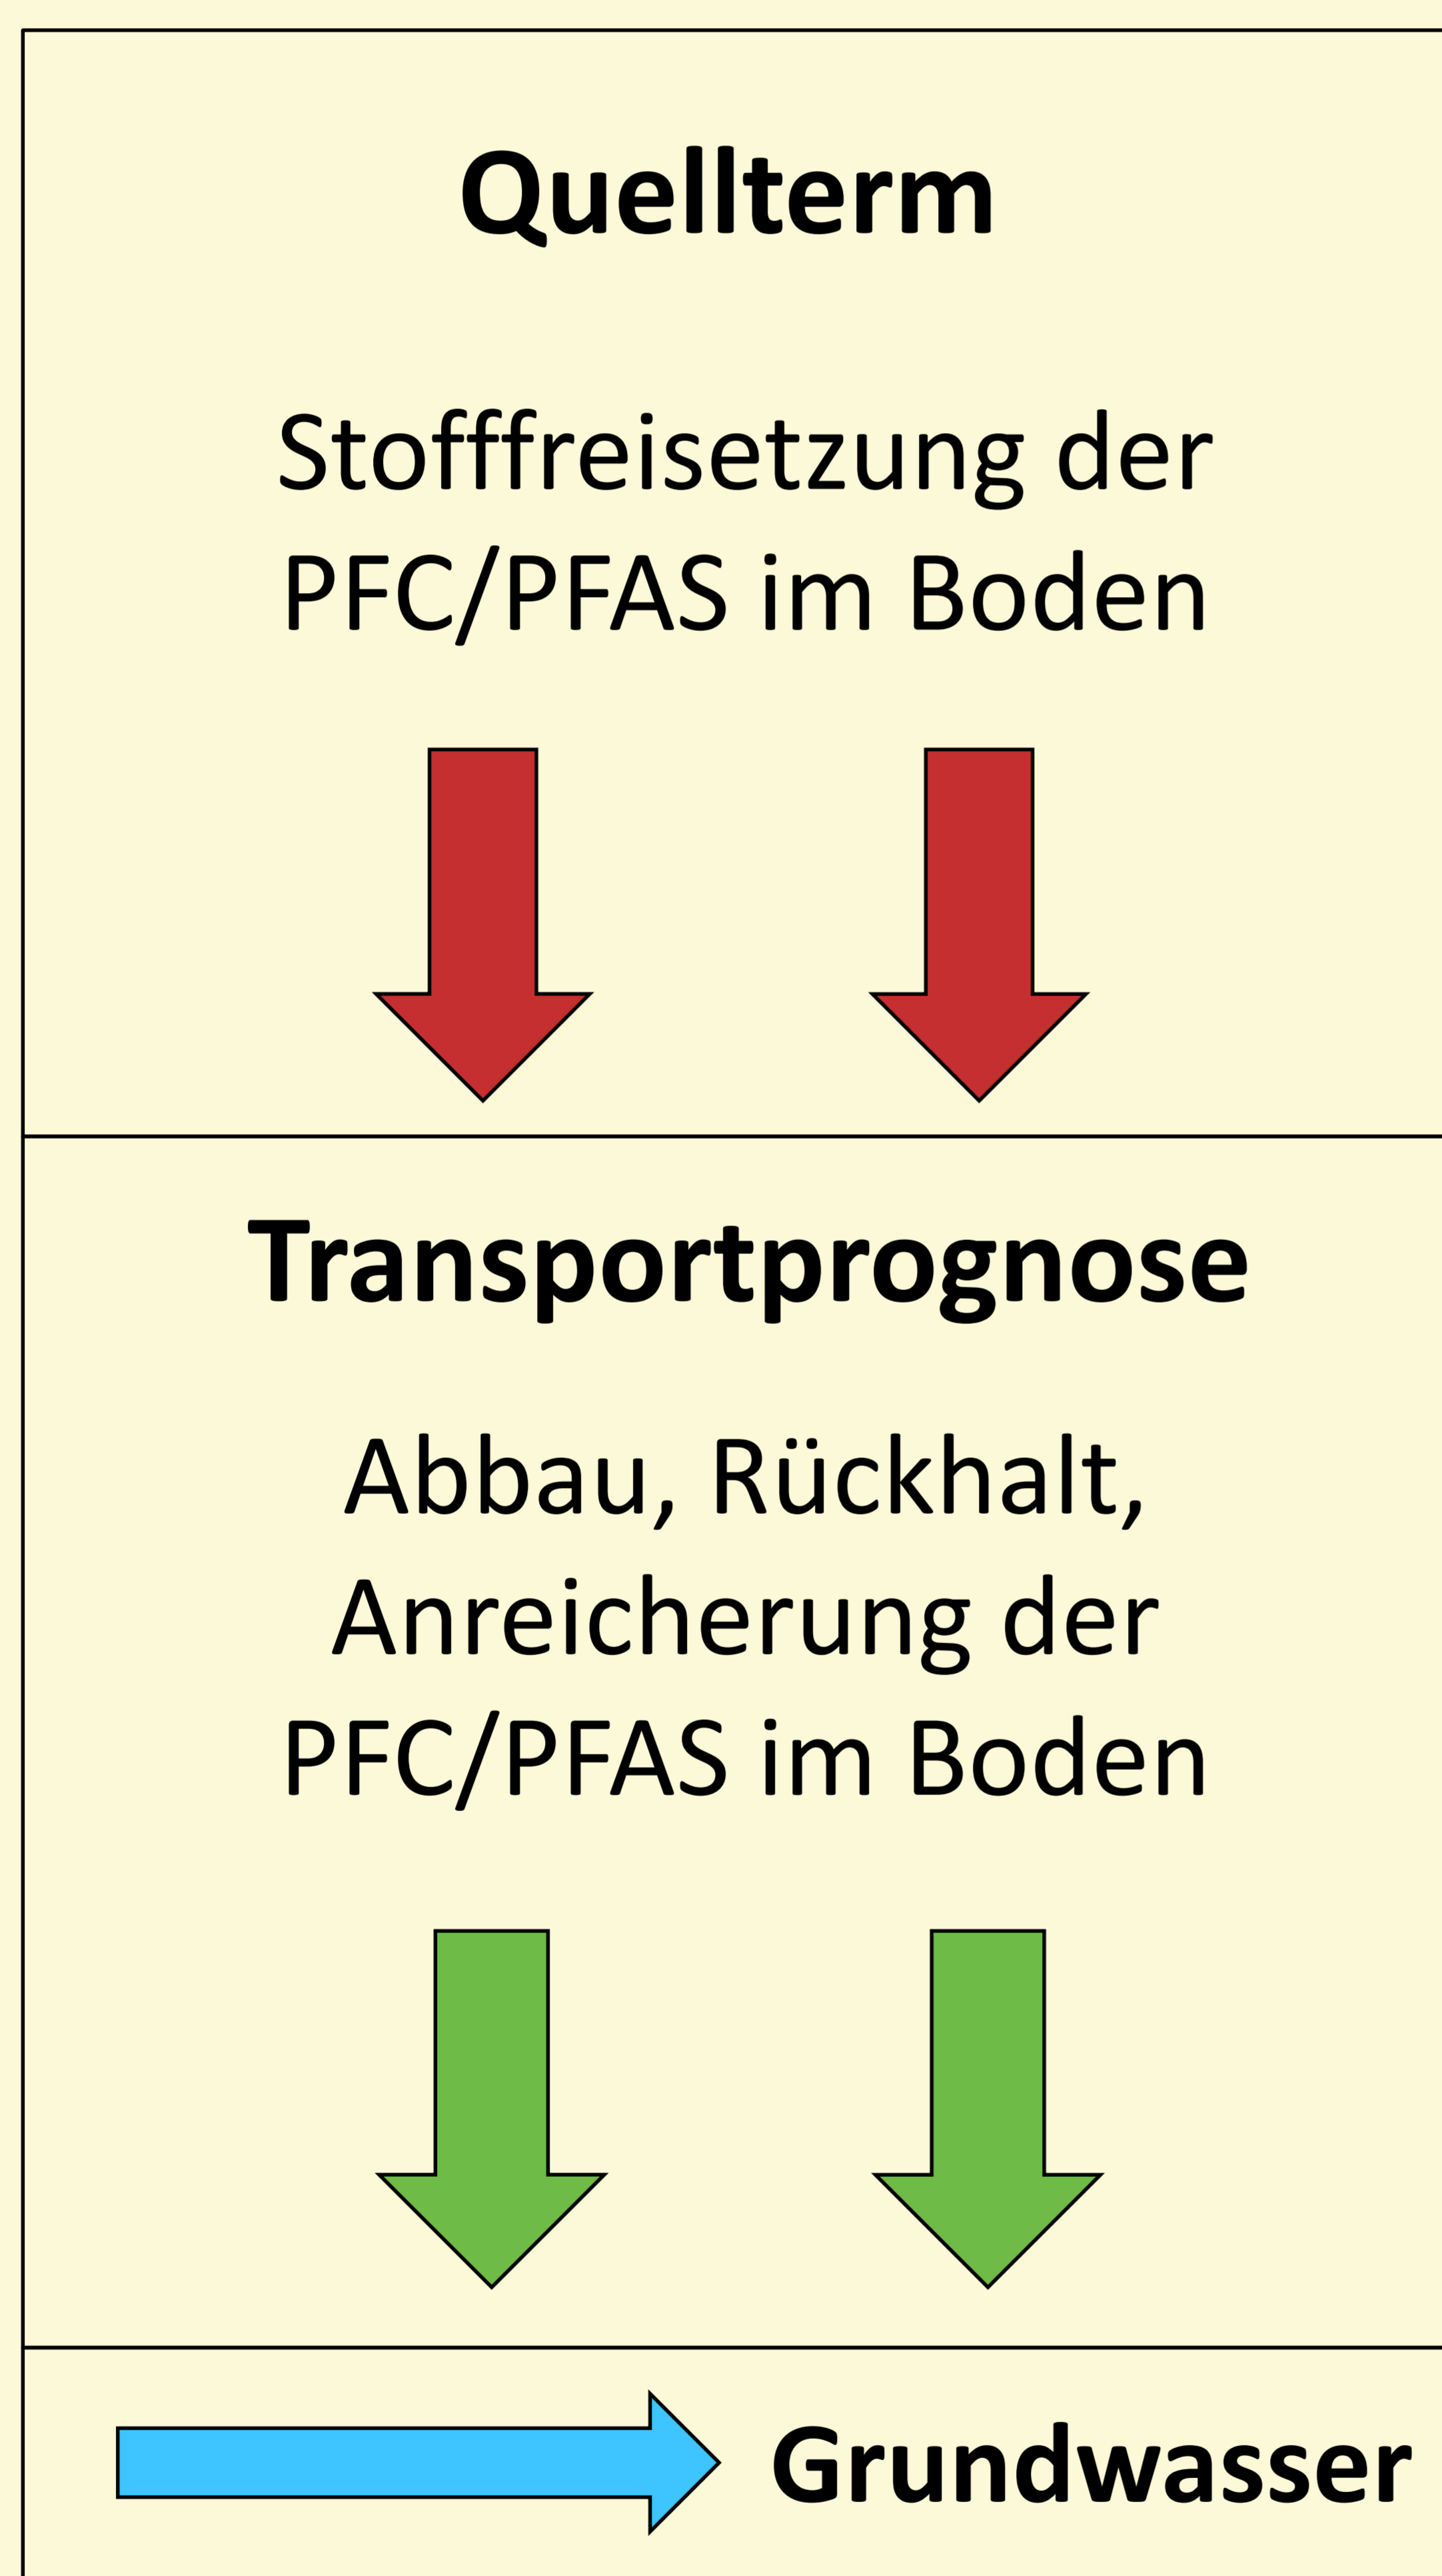 Quellterm
Stofffreisetzung der
PFC/PFAS im Boden
Transportprognose
Abbau, Rückhalt,
Anreicherung der
PFC/PFAS im Boden
Grundwasser